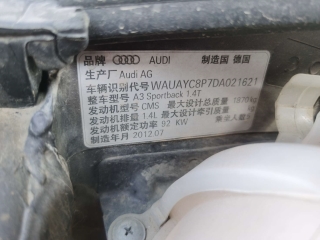 品牌 AUDI 制造国 德国
生产厂 Audi AG
车辆识别代号 WAUAYC8P7DA021621
整车型号 A3 Sportback 1.4T
发动机型号 CMS 最大设计总质量 1870 kg
发动机排量 1.4L 最大设计牵引质量
发动机额定功率 92 KW
制造年月 2012.07